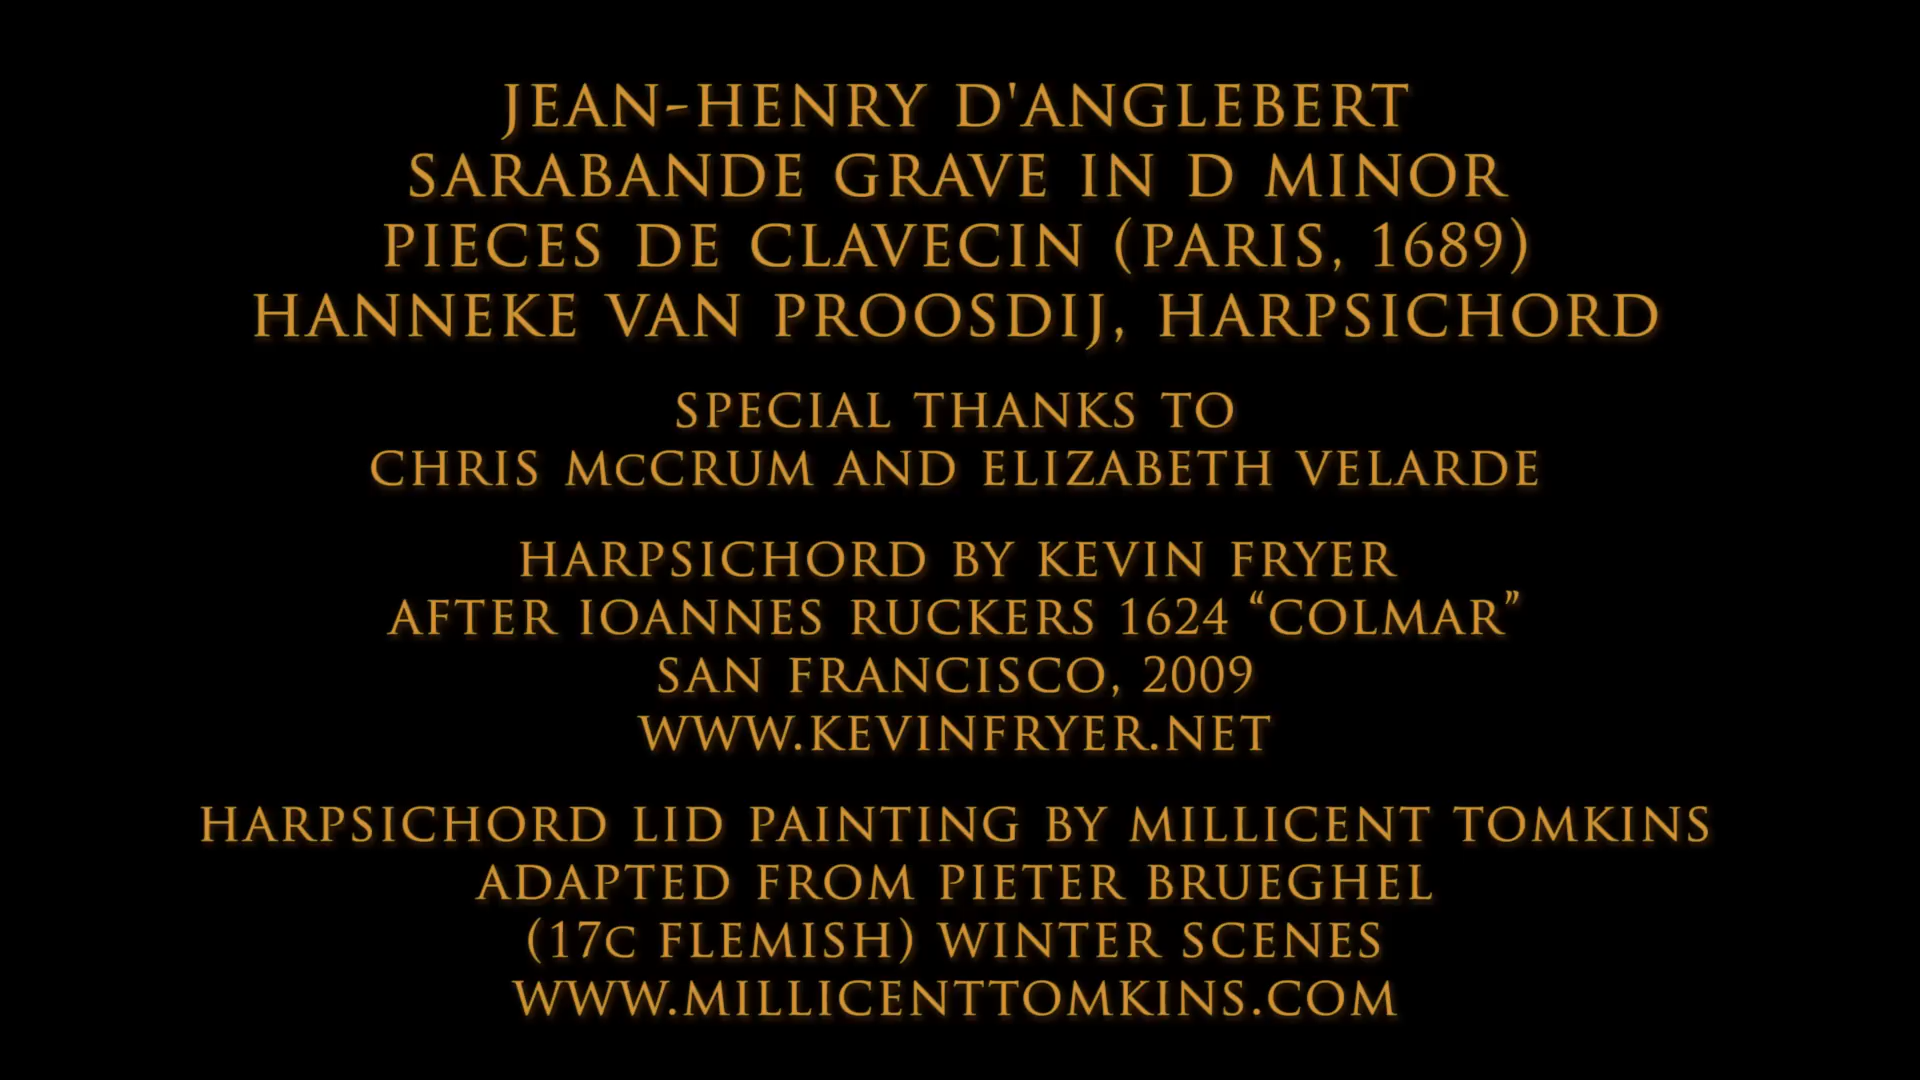 JEAN-HENRY D'ANGLEBERT
SARABANDE GRAVE IN D MINOR
PIECES DE CLAVECIN (PARIS, 1689)
HANNEKE VAN PROOSDIJ, HARPSICHORD
SPECIAL THANKS TO
CHRIS McCRUM AND ELIZABETH VELARDE
HARPSICHORD BY KEVIN FRYER
AFTER IOANNES RUCKERS 1624 “COLMAR”
SAN FRANCISCO, 2009
WWW.KEVINFRYER.NET
HARPSICHORD LID PAINTING BY MILLICENT TOMKINS
ADAPTED FROM PIETER BRUEGHEL
(17c FLEMISH) WINTER SCENES
WWW.MILLICENTTOMKINS.COM